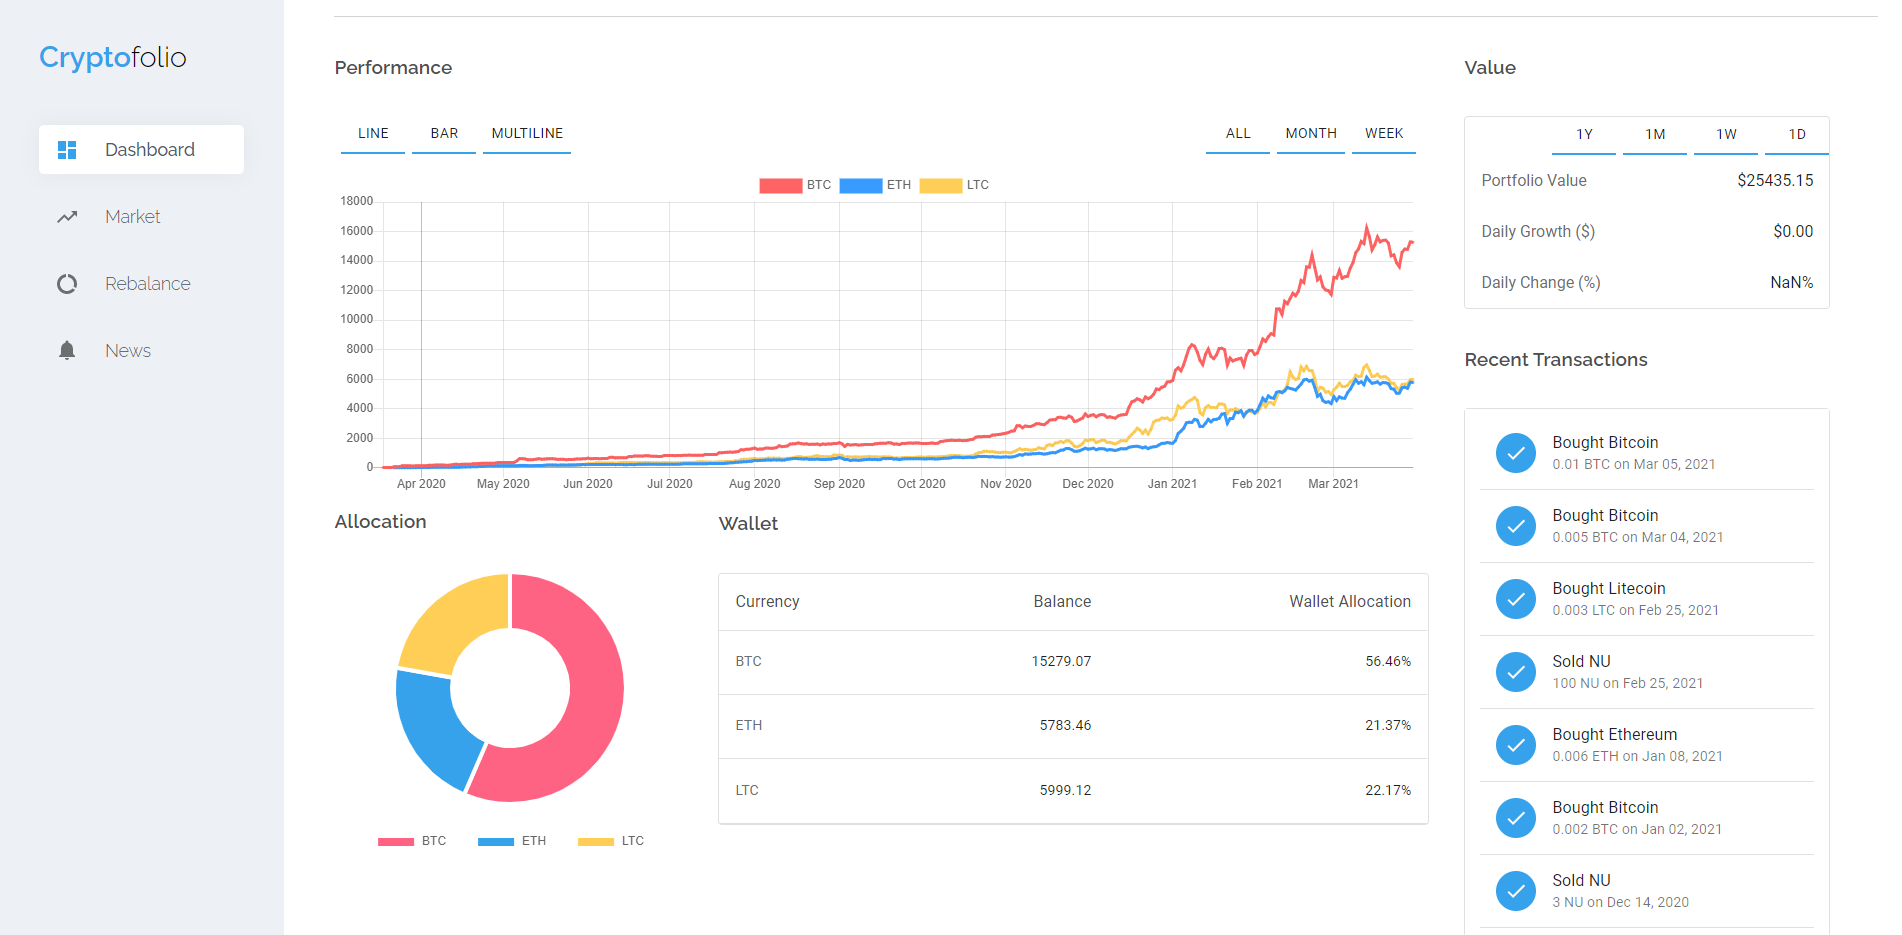 Cryptofolio
Dashboard
Market
Rebalance
News
Performance
LINE BAR MULTILINE
ALL MONTH WEEK
BTC ETH LTC
18000
16000
14000
12000
10000
8000
6000
4000
2000
0
Apr 2020 May 2020 Jun 2020 Jul 2020 Aug 2020 Sep 2020 Oct 2020 Nov 2020 Dec 2020 Jan 2021 Feb 2021 Mar 2021
Allocation
BTC ETH LTC
Wallet
Currency Balance Wallet Allocation
BTC 15279.07 56.46%
ETH 5783.46 21.37%
LTC 5999.12 22.17%
Value
1Y 1M 1W 1D
Portfolio Value $25435.15
Daily Growth ($) $0.00
Daily Change (%) NaN%
Recent Transactions
Bought Bitcoin
0.01 BTC on Mar 05, 2021
Bought Bitcoin
0.005 BTC on Mar 04, 2021
Bought Litecoin
0.003 LTC on Feb 25, 2021
Sold NU
100 NU on Feb 25, 2021
Bought Ethereum
0.006 ETH on Jan 08, 2021
Bought Bitcoin
0.002 BTC on Jan 02, 2021
Sold NU
3 NU on Dec 14, 2020